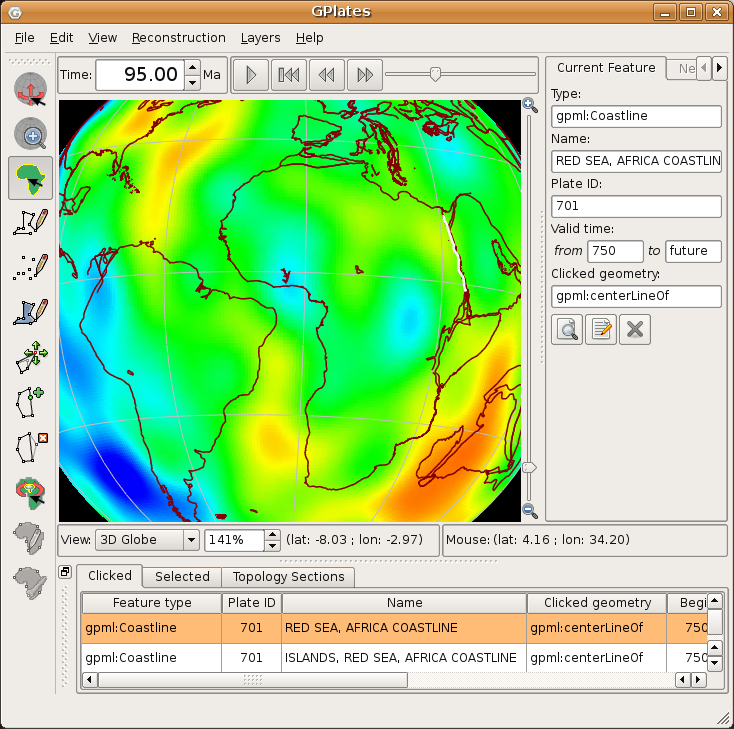 GPlates
File Edit View Reconstruction Layers Help
Time: 95.00 Ma
Current Feature Ne
Type:
gpml:Coastline
Name:
RED SEA, AFRICA COASTLIN
Plate ID:
701
Valid time:
from 750 to future
Clicked geometry:
gpml:centerLineOf
View: 3D Globe 141% (lat: -8.03 ; lon: -2.97) Mouse: (lat: 4.16 ; lon: 34.20)
Clicked Selected Topology Sections
Feature type Plate ID Name Clicked geometry Begi
gpml:Coastline 701 RED SEA, AFRICA COASTLINE gpml:centerLineOf 750
gpml:Coastline 701 ISLANDS, RED SEA, AFRICA COASTLINE gpml:centerLineOf 750